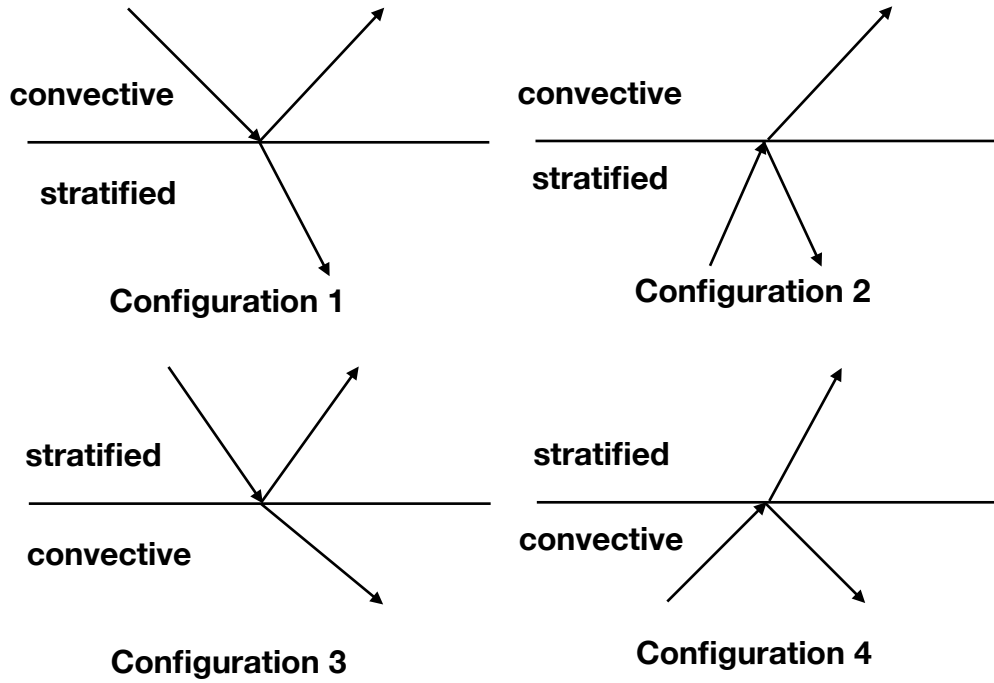 convective
stratified
Configuration 1
convective
stratified
Configuration 2
stratified
convective
Configuration 3
stratified
convective
Configuration 4